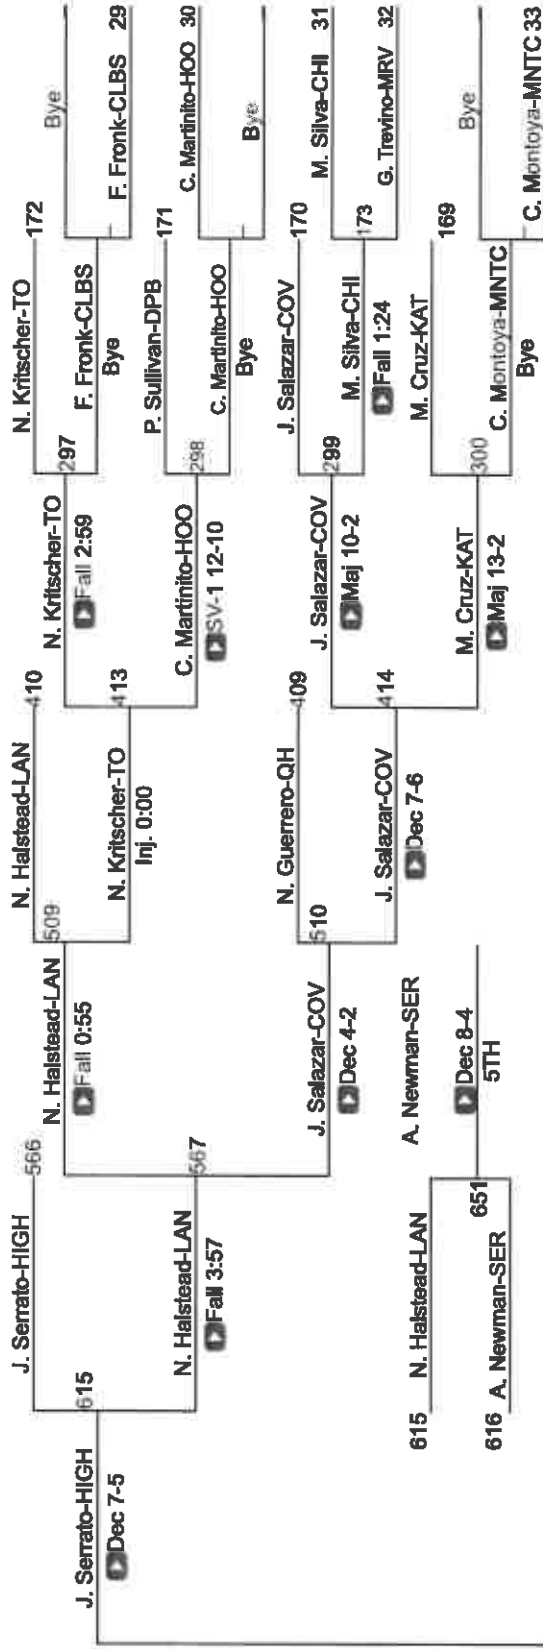 J. Serrato-HIGH
Dec 7-5
J. Serrato-HIGH
566
615
N. Halstead-LAN
Fall 3:57
567
N. Halstead-LAN
Fall 0:55
509
J. Salazar-COV
Dec 4-2
510
N. Halstead-LAN
410
N. Kritscher-TO
Inj. 0:00
413
N. Guerrero-QH
409
J. Salazar-COV
Dec 7-6
414
N. Kritscher-TO
Fall 2:59
297
C. Martinito-HOO
SV-1 12-10
298
J. Salazar-COV
Maj 10-2
299
M. Cruz-KAT
Maj 13-2
300
N. Kritscher-TO
172
F. Fronk-CLBS
Bye
P. Sullivan-DPB
171
C. Martinito-HOO
Bye
J. Salazar-COV
170
M. Silva-CHI
Fall 1:24
173
M. Cruz-KAT
169
C. Montoya-MNTC
Bye
Bye
F. Fronk-CLBS 29
C. Martinito-HOO 30
Bye
M. Silva-CHI 31
G. Trevino-MRV 32
Bye
C. Montoya-MNTC 33
615 N. Halstead-LAN
616 A. Newman-SER
651
A. Newman-SER
Dec 8-4
5TH